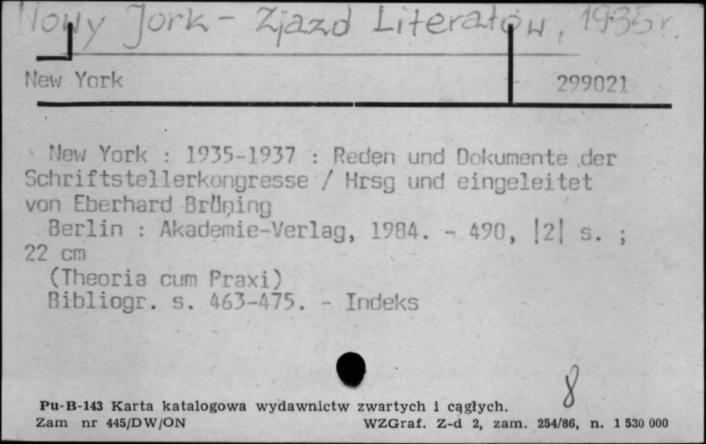 Nowy Jork - Zjazd Literatów, 1935 r.
New York 299021
New York : 1935-1937 : Reden und Dokumente der
Schriftstellerkongresse / Hrsg und eingeleitet
von Eberhard Brüning
Berlin : Akademie-Verlag, 1984. - 490, |2| s. ;
22 cm
(Theoria cum Praxi)
Bibliogr. s. 463-475. - Indeks
8
Pu-B-143 Karta katalogowa wydawnictw zwartych i cągłych.
Zam nr 445/DW/ON WZGraf. Z-d 2, zam. 254/86, n. 1 530 000